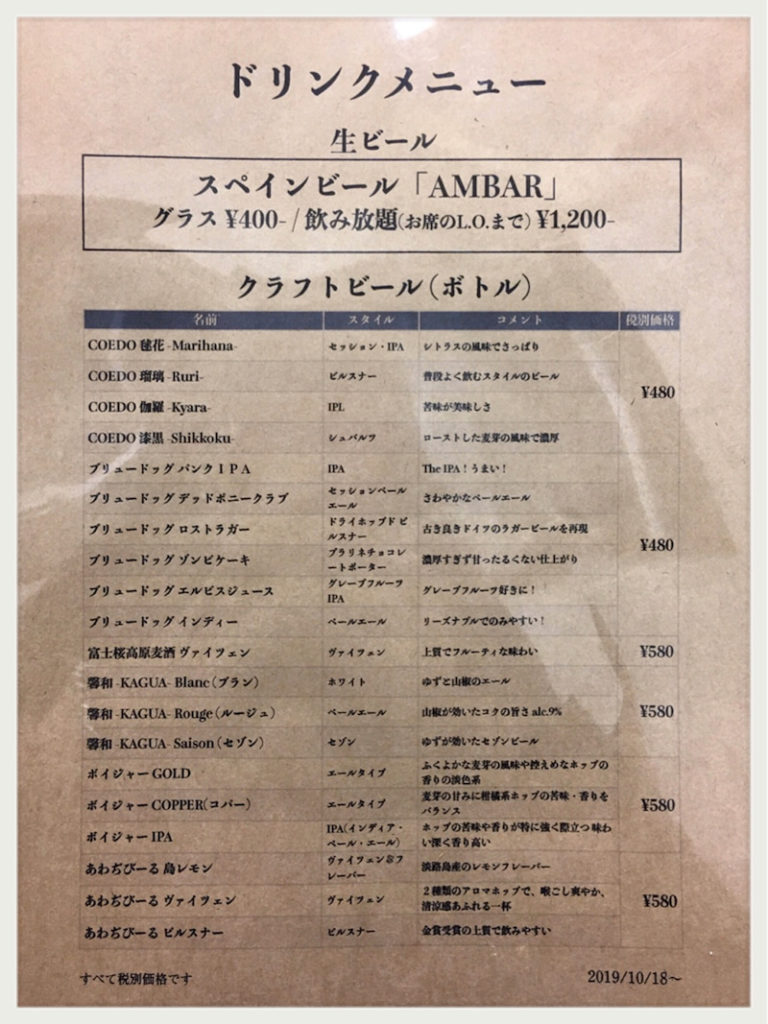 ドリンクメニュー
生ビール
スペインビール「AMBAR」
グラス ¥400- / 飲み放題(お席のL.O.まで) ¥1,200-
クラフトビール(ボトル)
名前 スタイル コメント 税別価格
COEDO 毬花 -Marihana- セッション・IPA シトラスの風味でさっぱり
COEDO 瑠璃 -Ruri- ピルスナー 普段よく飲むスタイルのビール
¥480
COEDO 伽羅 -Kyara- IPL 苦味が美味しさ
COEDO 漆黒 -Shikkoku- シュバルツ ローストした麦芽の風味で濃厚
ブリュードッグ パンクIPA IPA The IPA!うまい!
ブリュードッグ デッドポニークラブ セッションペール
エール さわやかなペールエール
ブリュードッグ ロストラガー ドライホップド ピ
ルスナー 古き良きドイツのラガービールを再現
¥480
ブリュードッグ ゾンビケーキ プラリネチョコレ
ートポーター 濃厚すぎず甘ったるくない仕上がり
ブリュードッグ エルビスジュース グレープフルーツ
IPA グレープフルーツ好きに!
ブリュードッグ インディー ペールエール リーズナブルでのみやすい!
富士桜高原麦酒 ヴァイツェン ヴァイツェン 上質でフルーティな味わい ¥580
馨和 -KAGUA- Blanc(ブラン) ホワイト ゆずと山椒のエール
馨和 -KAGUA- Rouge(ルージュ) ペールエール 山椒が効いたコクの旨さ alc.9% ¥580
馨和 -KAGUA- Saison(セゾン) セゾン ゆずが効いたセゾンビール
ボイジャー GOLD エールタイプ ふくよかな麦芽の風味や控えめなホップの
香りの淡色系
ボイジャー COPPER(コパー) エールタイプ 麦芽の甘みに柑橘系ホップの苦味・香りを
バランス ¥580
ボイジャー IPA IPA(インディア・
ペール・エール) ホップの苦味や香りが特に強く際立つ味わ
い深く香り高い
あわぢびーる 島レモン ヴァイツェン&フ
レーバー 淡路島産のレモンフレーバー
あわぢびーる ヴァイツェン ヴァイツェン 2種類のアロマホップで、喉ごし爽やか、
清涼感あふれる一杯 ¥580
あわぢびーる ピルスナー ピルスナー 金賞受賞の上質で飲みやすい
すべて税別価格です 2019/10/18〜